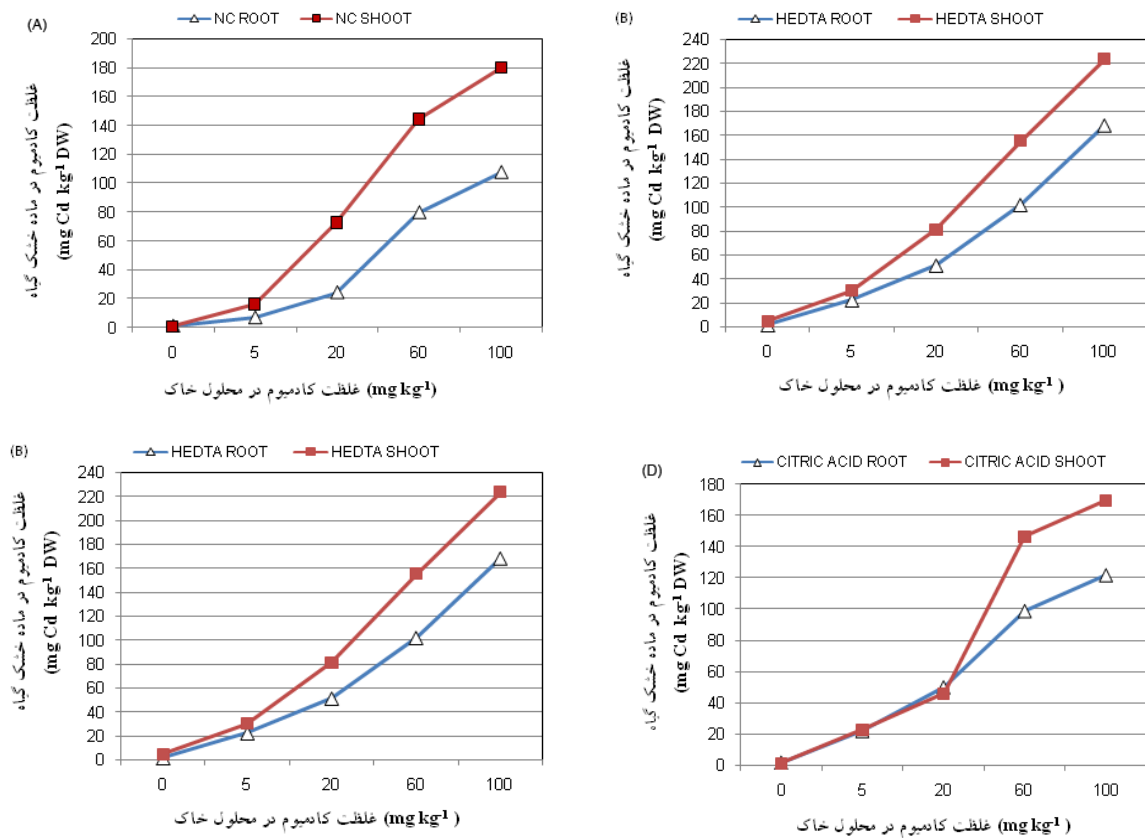 (A)
NC ROOT NC SHOOT
غلظت کادمیوم در ماده خشک گیاه
(mg Cd kg-1 DW)
200
180
160
140
120
100
80
60
40
20
0
0 5 20 60 100
غلظت کادمیوم در محلول خاک (mg kg-1)
(B)
HEDTA ROOT HEDTA SHOOT
غلظت کادمیوم در ماده خشک گیاه
(mg Cd kg-1 DW)
240
220
200
180
160
140
120
100
80
60
40
20
0
0 5 20 60 100
غلظت کادمیوم در محلول خاک (mg kg-1 )
(B)
HEDTA ROOT HEDTA SHOOT
غلظت کادمیوم در ماده خشک گیاه
(mg Cd kg-1 DW)
240
220
200
180
160
140
120
100
80
60
40
20
0
0 5 20 60 100
غلظت کادمیوم در محلول خاک (mg kg-1 )
(D)
CITRIC ACID ROOT CITRIC ACID SHOOT
غلظت کادمیوم در ماده خشک گیاه
(mg Cd kg-1 DW)
180
160
140
120
100
80
60
40
20
0
0 5 20 60 100
غلظت کادمیوم در محلول خاک (mg kg-1 )